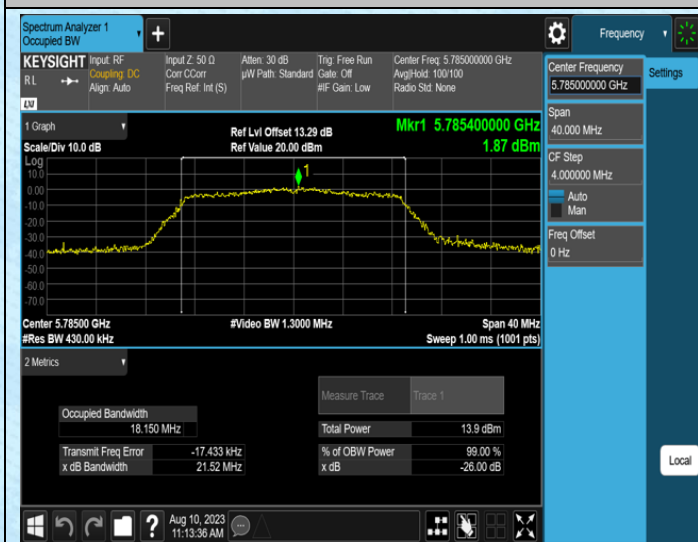 Spectrum Analyzer 1
Occupied BW
Frequency
KEYSIGHT
Input: RF
Input Z: 50 Ω
Atten: 30 dB
Trig: Free Run
Center Freq: 5.785000000 GHz
R L
Coupling: DC
Corr CCorr
µW Path: Standard
Gate: Off
Avg|Hold: 100/100
Align: Auto
Freq Ref: Int (S)
#IF Gain: Low
Radio Std: None
LXI
Center Frequency
5.785000000 GHz
Settings
Span
40.000 MHz
CF Step
4.000000 MHz
Auto
Man
Freq Offset
0 Hz
1 Graph
Ref Lvl Offset 13.29 dB
Mkr1 5.785400000 GHz
Scale/Div 10.0 dB
Ref Value 20.00 dBm
1.87 dBm
Log
10.0
0.00
-10.0
-20.0
-30.0
-40.0
-50.0
-60.0
-70.0
1
Center 5.78500 GHz
#Video BW 1.3000 MHz
Span 40 MHz
#Res BW 430.00 kHz
Sweep 1.00 ms (1001 pts)
2 Metrics
Measure Trace
Trace 1
Occupied Bandwidth
18.150 MHz
Total Power
13.9 dBm
Transmit Freq Error
-17.433 kHz
% of OBW Power
99.00 %
x dB Bandwidth
21.52 MHz
x dB
-26.00 dB
Local
Aug 10, 2023
11:13:36 AM